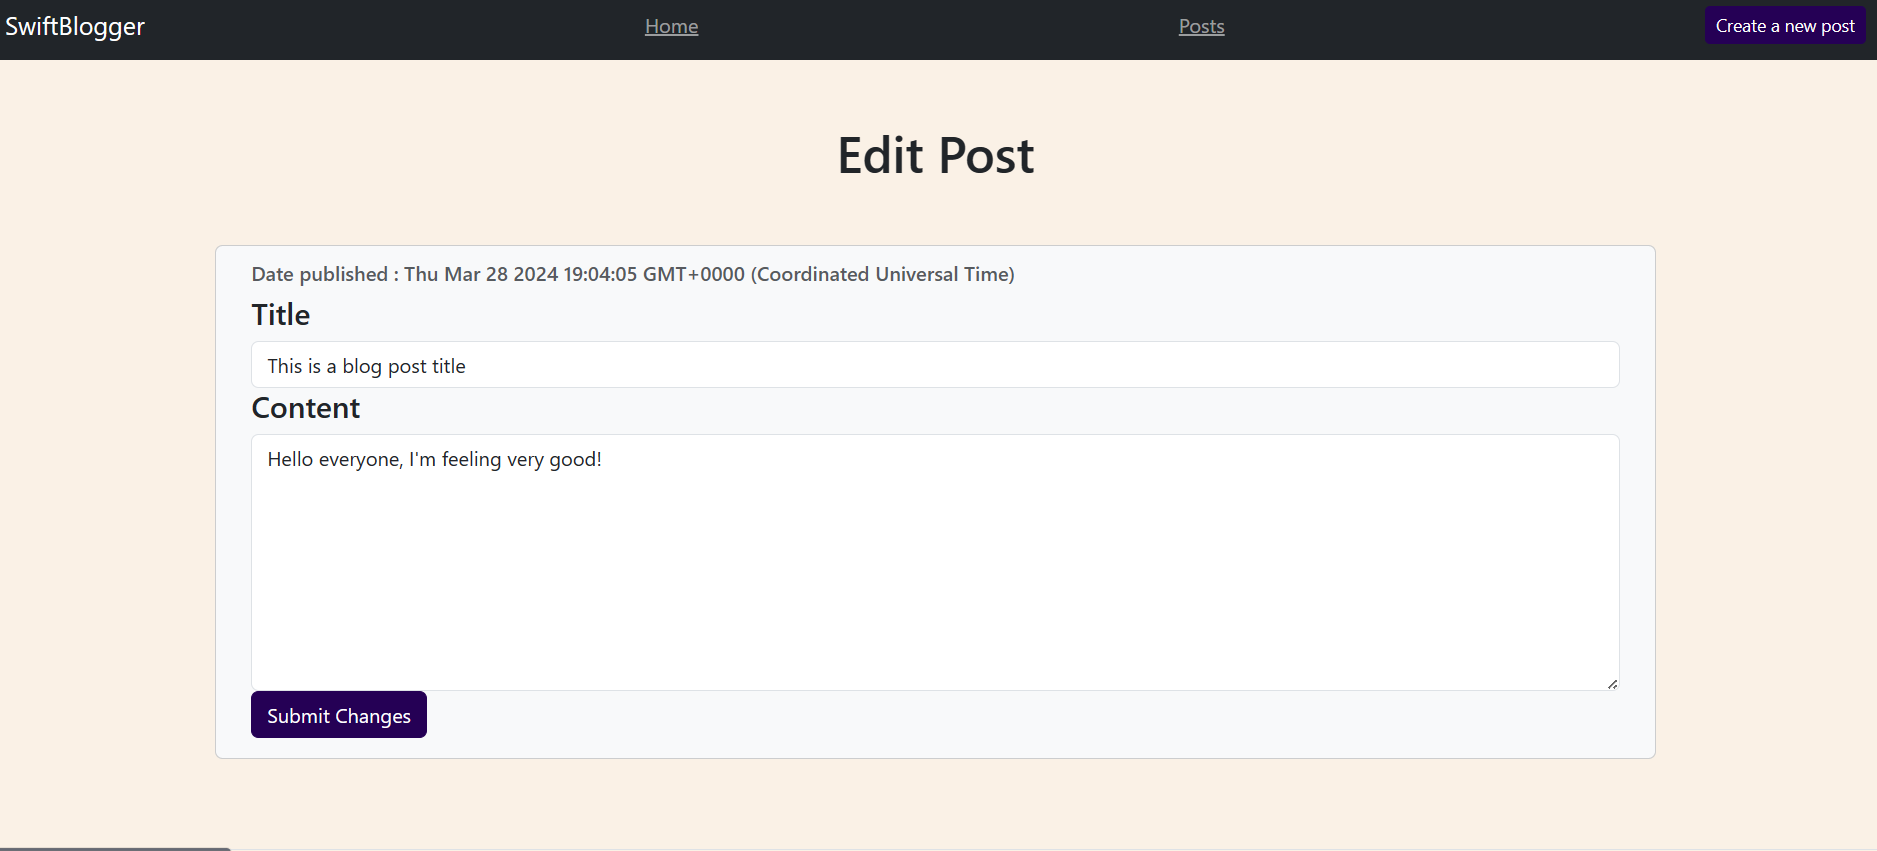 SwiftBlogger Home Posts Create a new post
Edit Post
Date published : Thu Mar 28 2024 19:04:05 GMT+0000 (Coordinated Universal Time)
Title
This is a blog post title
Content
Hello everyone, I'm feeling very good!
Submit Changes